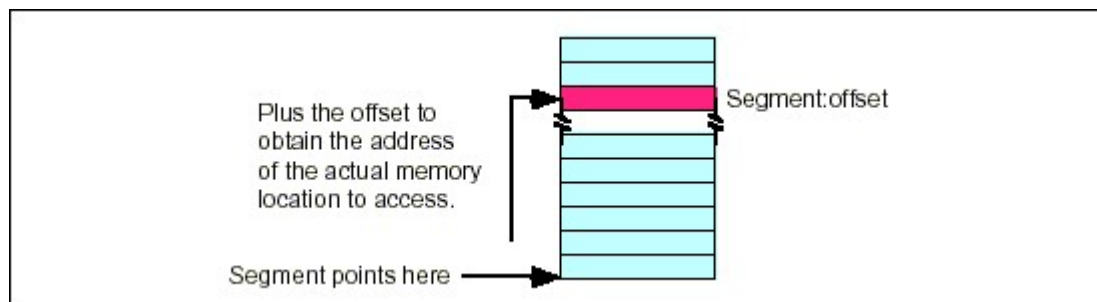 Plus the offset to
obtain the address
of the actual memory
location to access.
Segment:offset
Segment points here